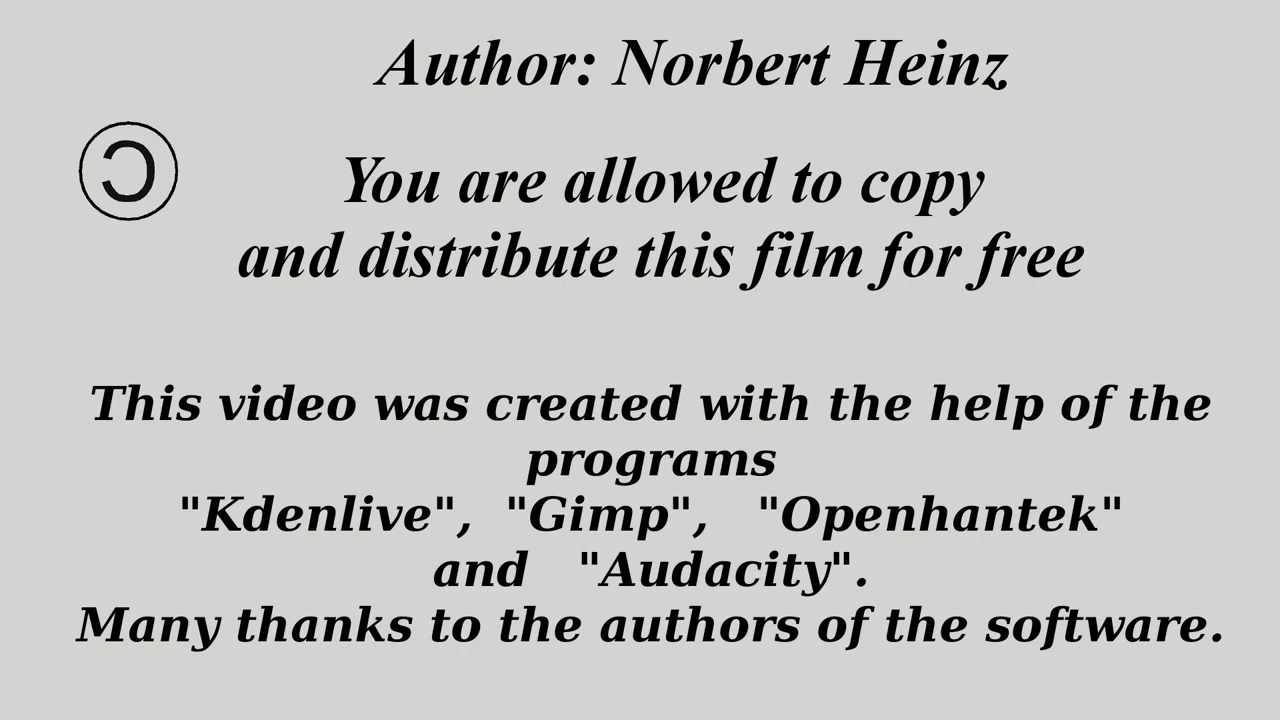 Author: Norbert Heinz
Ɔ
You are allowed to copy
and distribute this film for free
This video was created with the help of the
programs
"Kdenlive", "Gimp", "Openhantek"
and "Audacity".
Many thanks to the authors of the software.